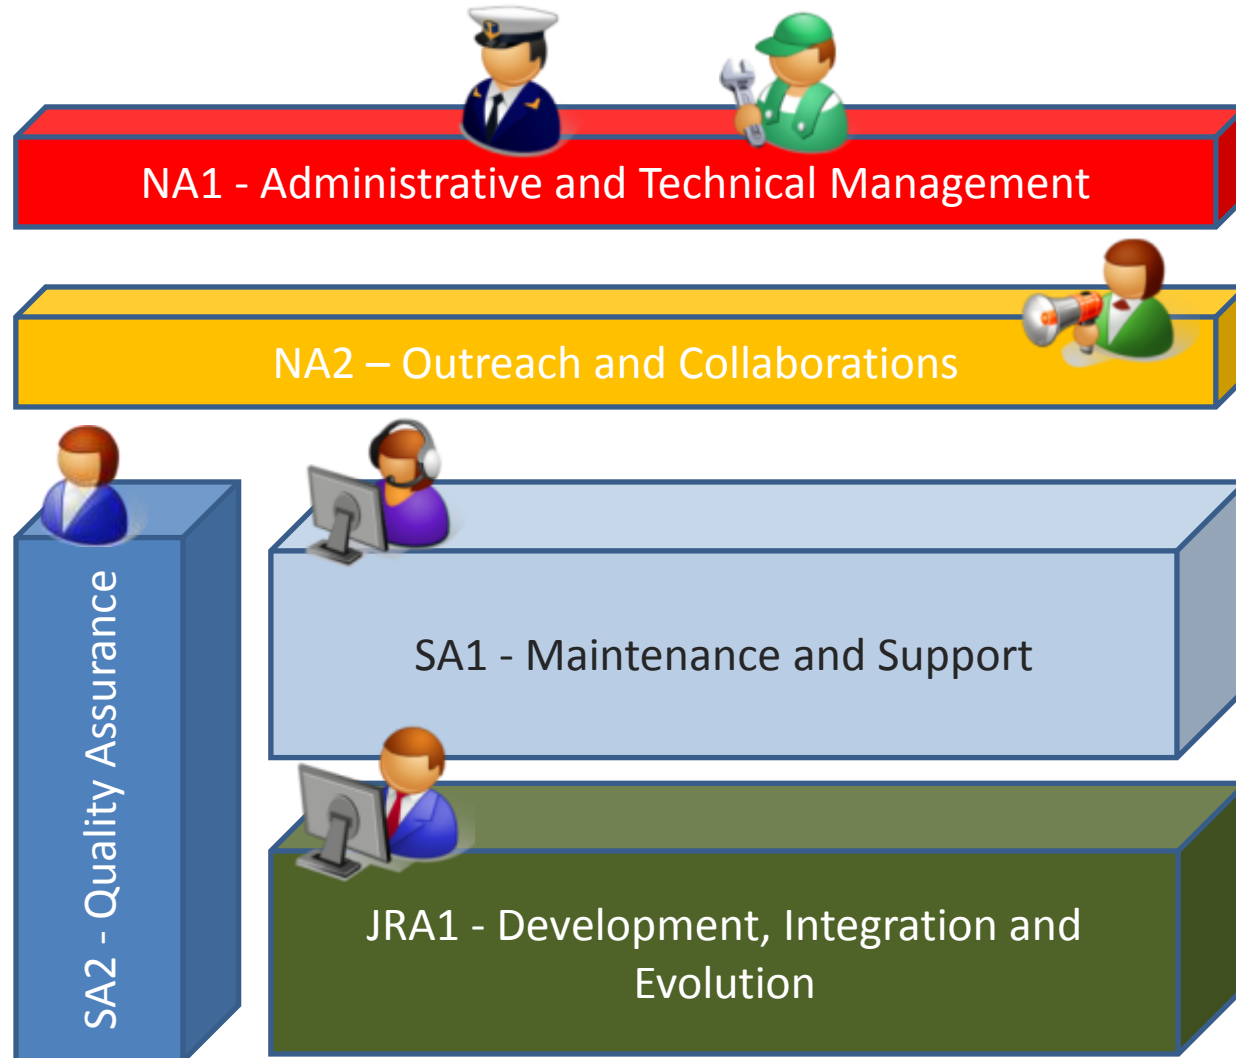 NA1 - Administrative and Technical Management
NA2 – Outreach and Collaborations
SA2 - Quality Assurance
SA1 - Maintenance and Support
JRA1 - Development, Integration and
Evolution